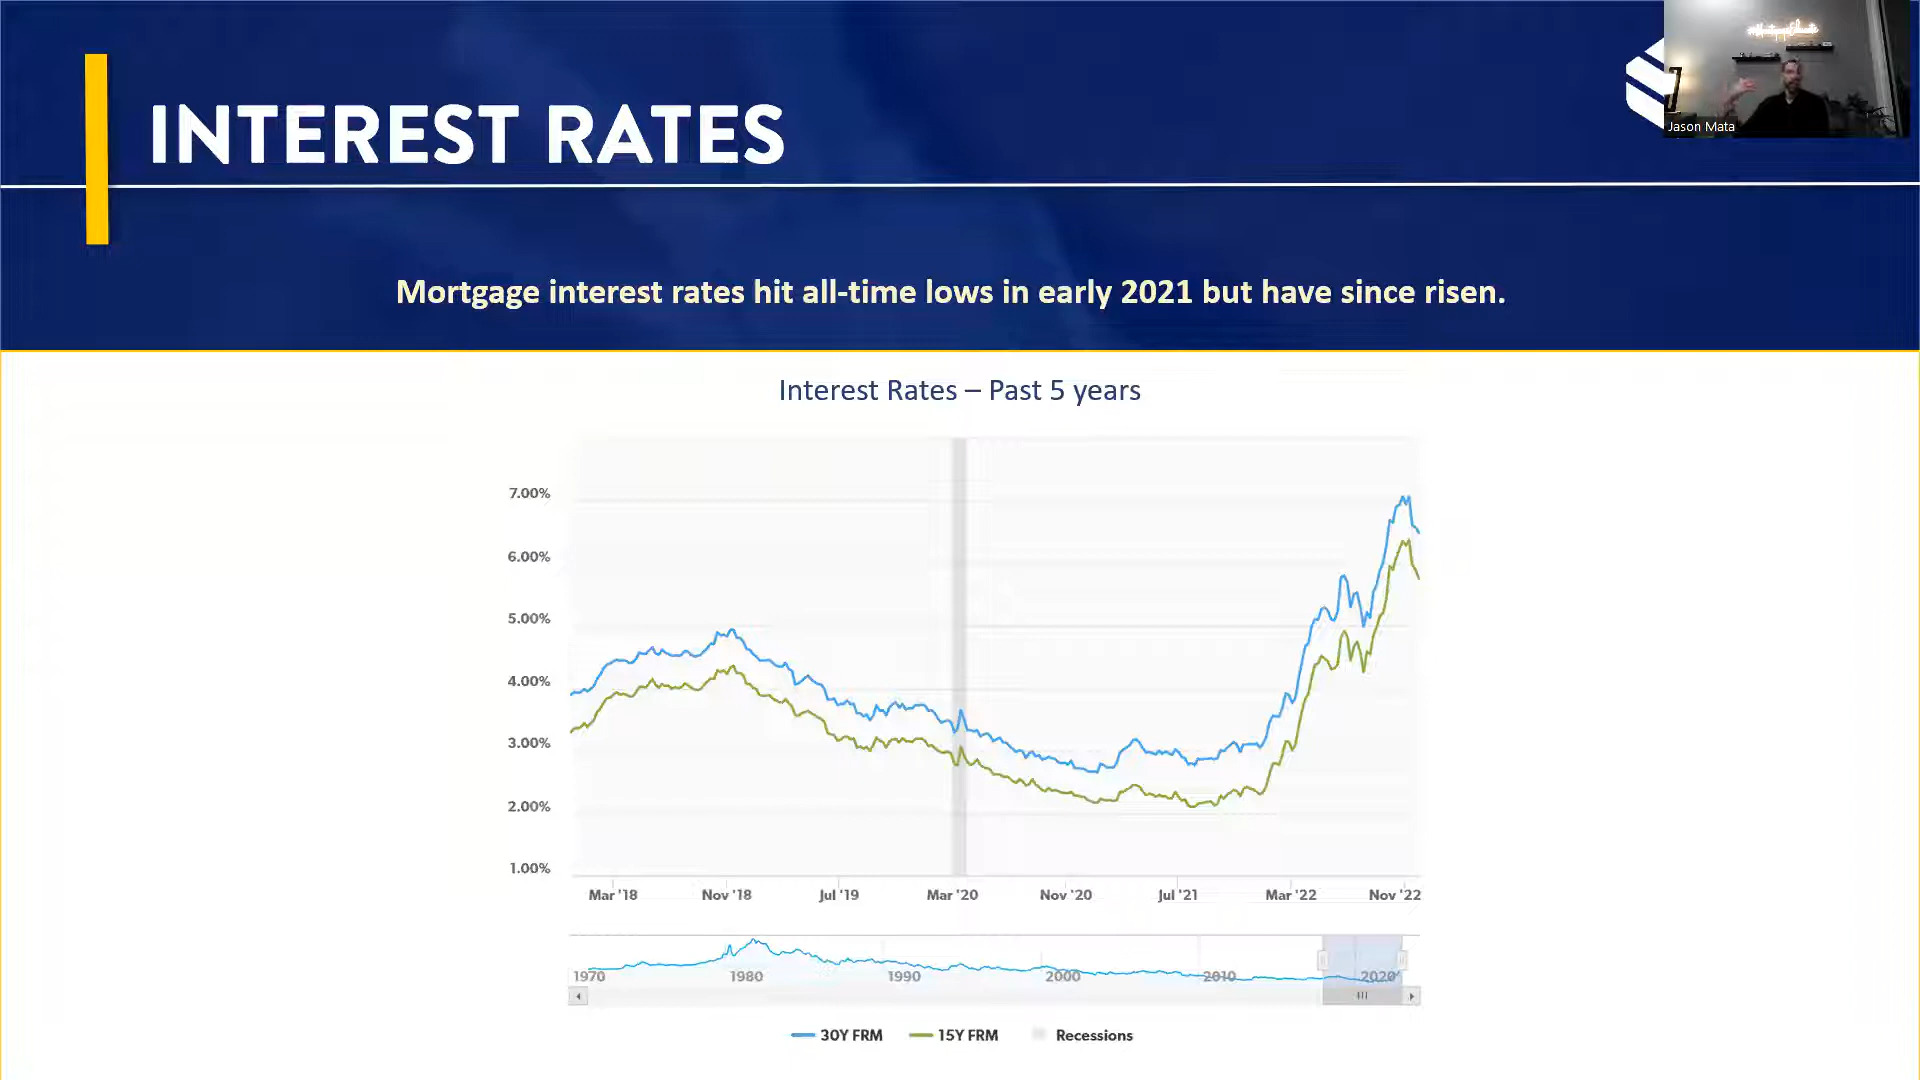 INTEREST RATES
Jason Mata
Mortgage interest rates hit all-time lows in early 2021 but have since risen.
Interest Rates – Past 5 years
7.00%
6.00%
5.00%
4.00%
3.00%
2.00%
1.00%
Mar '18 Nov '18 Jul '19 Mar '20 Nov '20 Jul '21 Mar '22 Nov '22
1970 1980 1990 2000 2010 2020
30Y FRM 15Y FRM Recessions